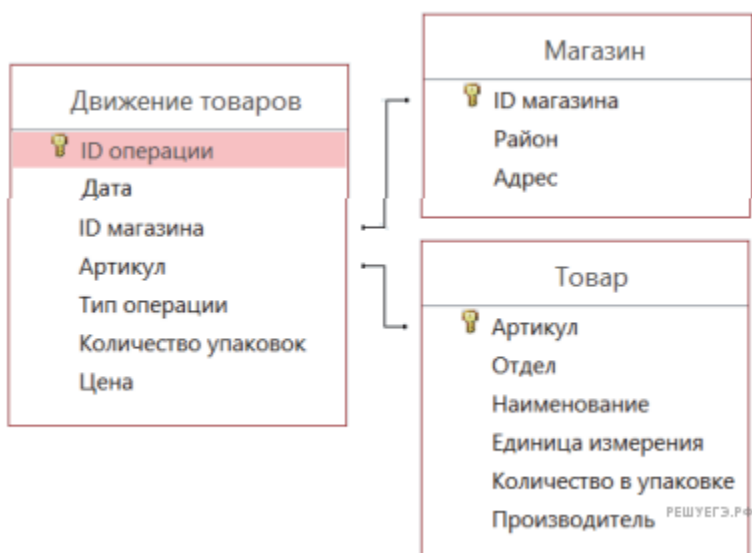 Движение товаров
ID операции
Дата
ID магазина
Артикул
Тип операции
Количество упаковок
Цена
Магазин
ID магазина
Район
Адрес
Товар
Артикул
Отдел
Наименование
Единица измерения
Количество в упаковке
Производитель
РЕШУЕГЭ.РФ